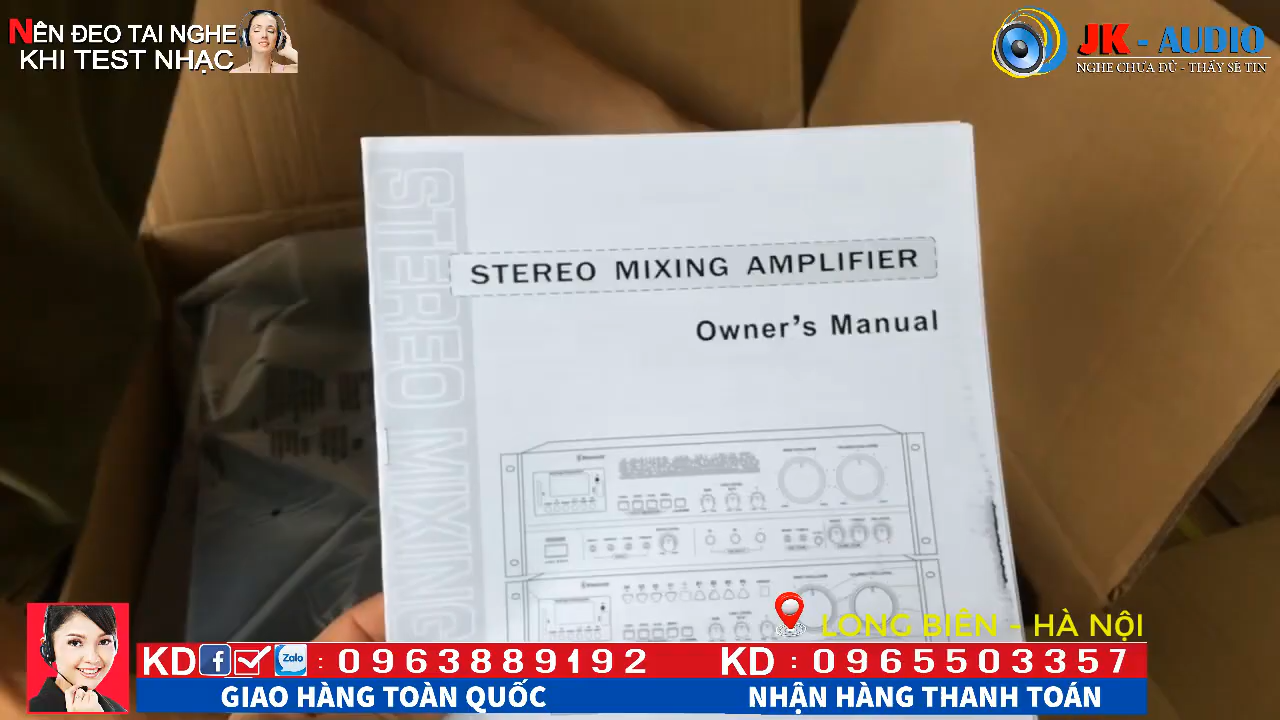 NÊN ĐEO TAI NGHE
KHI TEST NHẠC
JK - AUDIO
NGHE CHƯA ĐỦ - THẤY SẼ TIN
STEREO MIXING
STEREO MIXING AMPLIFIER
Owner's Manual
LONG BIÊN - HÀ NỘI
KD f Zalo : 0963889192
KD : 0965503357
GIAO HÀNG TOÀN QUỐC
NHẬN HÀNG THANH TOÁN